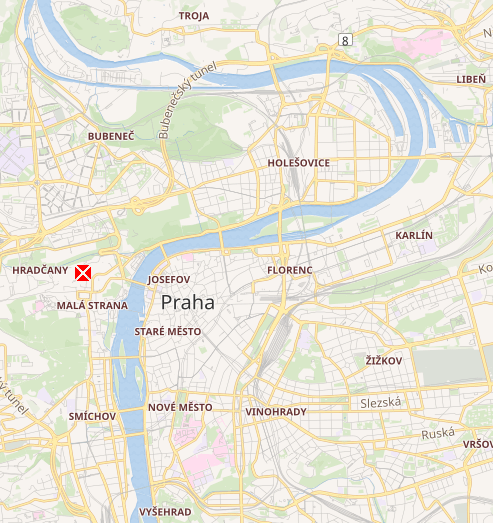 TROJA
8
N
LIBEŇ
Bubenečský tunel
BUBENEČ
HOLEŠOVICE
KARLÍN
HRADČANY
JOSEFOV
FLORENC
Ko
MALÁ STRANA
Praha
STARÉ MĚSTO
ŽIŽKOV
ký tunel
SMÍCHOV
NOVÉ MĚSTO
VINOHRADY
Slezská
Ruská
VRŠOV
VYŠEHRAD